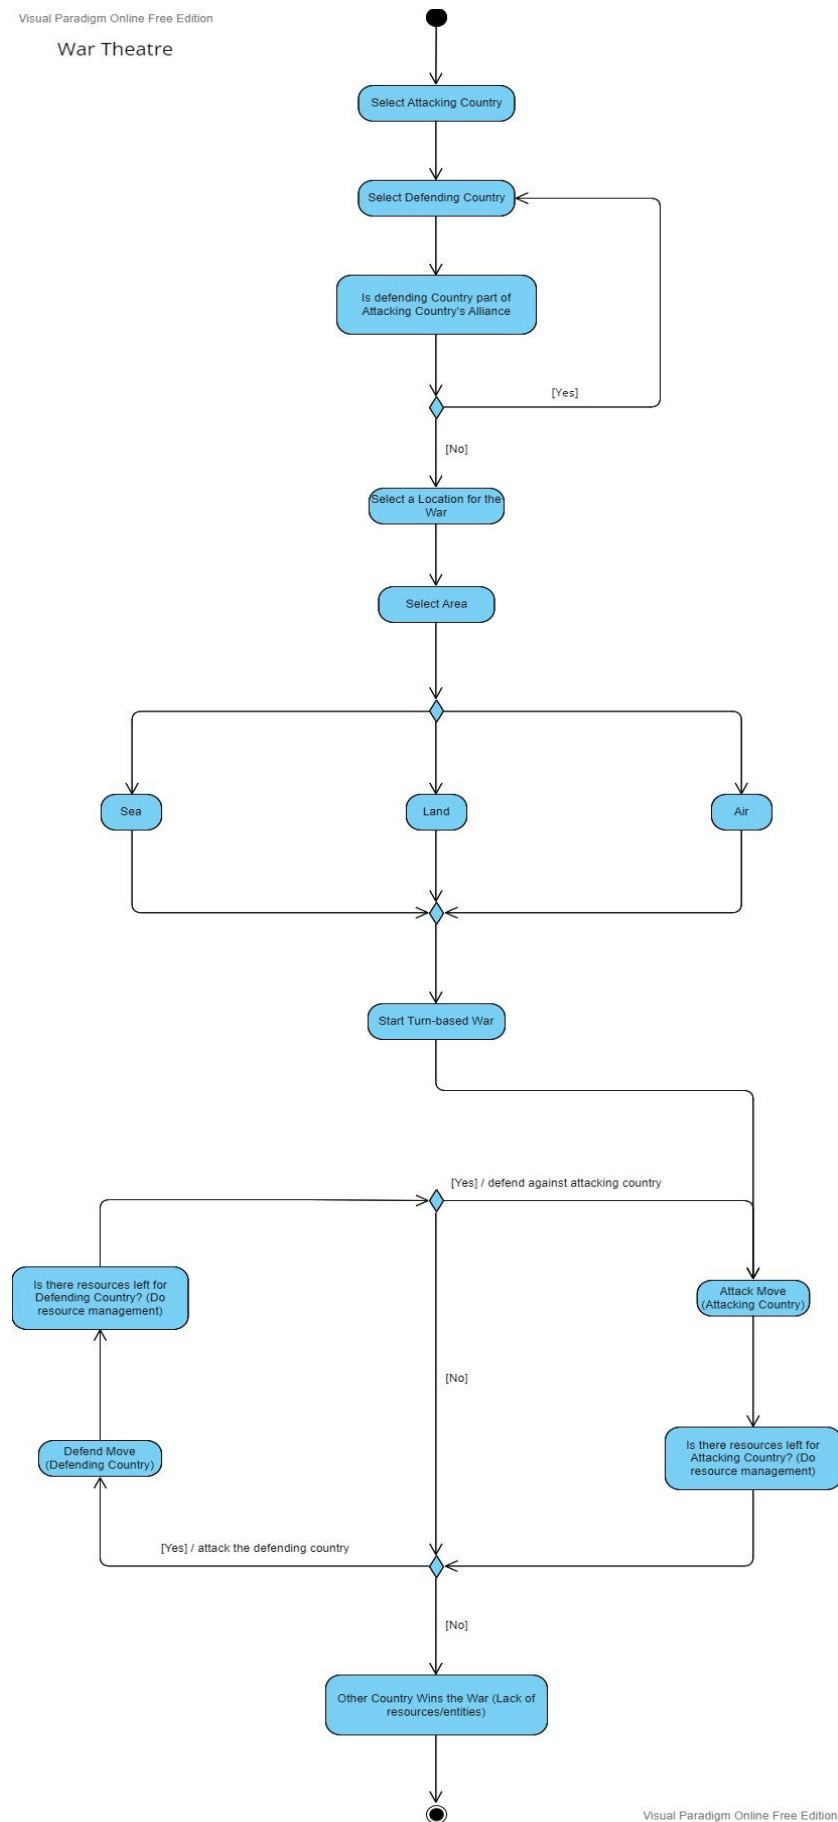 Visual Paradigm Online Free Edition
War Theatre
Select Attacking Country
Select Defending Country
Is defending Country part of
Attacking Country's Alliance
[Yes]
[No]
Select a Location for the
War
Select Area
Sea
Land
Air
Start Turn-based War
[Yes] / defend against attacking country
Is there resources left for
Defending Country? (Do
resource management)
Attack Move
(Attacking Country)
[No]
Defend Move
(Defending Country)
Is there resources left for
Attacking Country? (Do
resource management)
[Yes] / attack the defending country
[No]
Other Country Wins the War (Lack of
resources/entities)
Visual Paradigm Online Free Edition